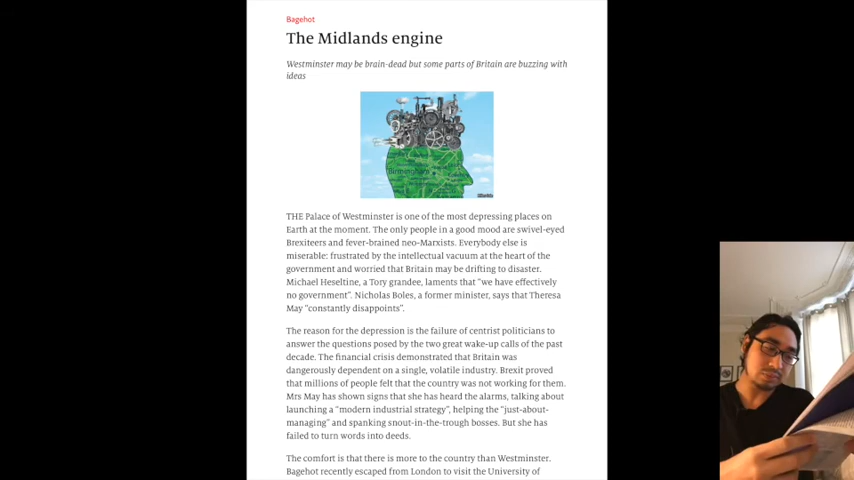 Bagehot
The Midlands engine
Westminster may be brain-dead but some parts of Britain are buzzing with
ideas
Birmingham
THE Palace of Westminster is one of the most depressing places on
Earth at the moment. The only people in a good mood are swivel-eyed
Brexiteers and fever-brained neo-Marxists. Everybody else is
miserable: frustrated by the intellectual vacuum at the heart of the
government and worried that Britain may be drifting to disaster.
Michael Heseltine, a Tory grandee, laments that “we have effectively
no government”. Nicholas Boles, a former minister, says that Theresa
May “constantly disappoints”.
The reason for the depression is the failure of centrist politicians to
answer the questions posed by the two great wake-up calls of the past
decade. The financial crisis demonstrated that Britain was
dangerously dependent on a single, volatile industry. Brexit proved
that millions of people felt that the country was not working for them.
Mrs May has shown signs that she has heard the alarms, talking about
launching a “modern industrial strategy”, helping the “just-about-
managing” and spanking snout-in-the-trough bosses. But she has
failed to turn words into deeds.
The comfort is that there is more to the country than Westminster.
Bagehot recently escaped from London to visit the University of